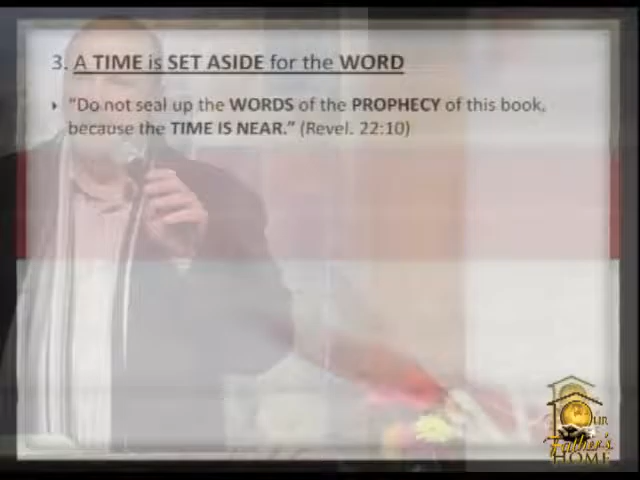 3. A TIME is SET ASIDE for the WORD
‣ "Do not seal up the WORDS of the PROPHECY of this book, because the TIME IS NEAR." (Revel. 22:10)
OUR
Father's
HOME